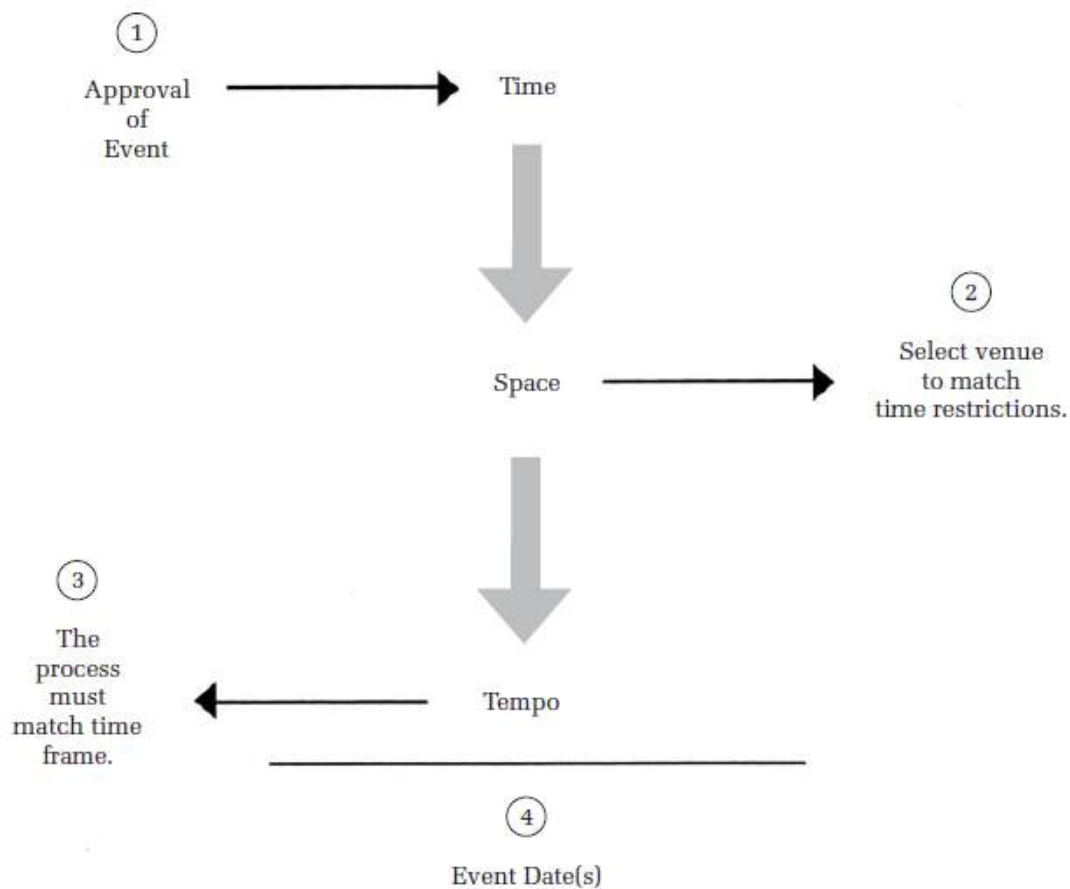 1
Approval
of
Event
Time
2
Select venue
to match
time restrictions.
Space
3
The
process
must
match time
frame.
Tempo
4
Event Date(s)